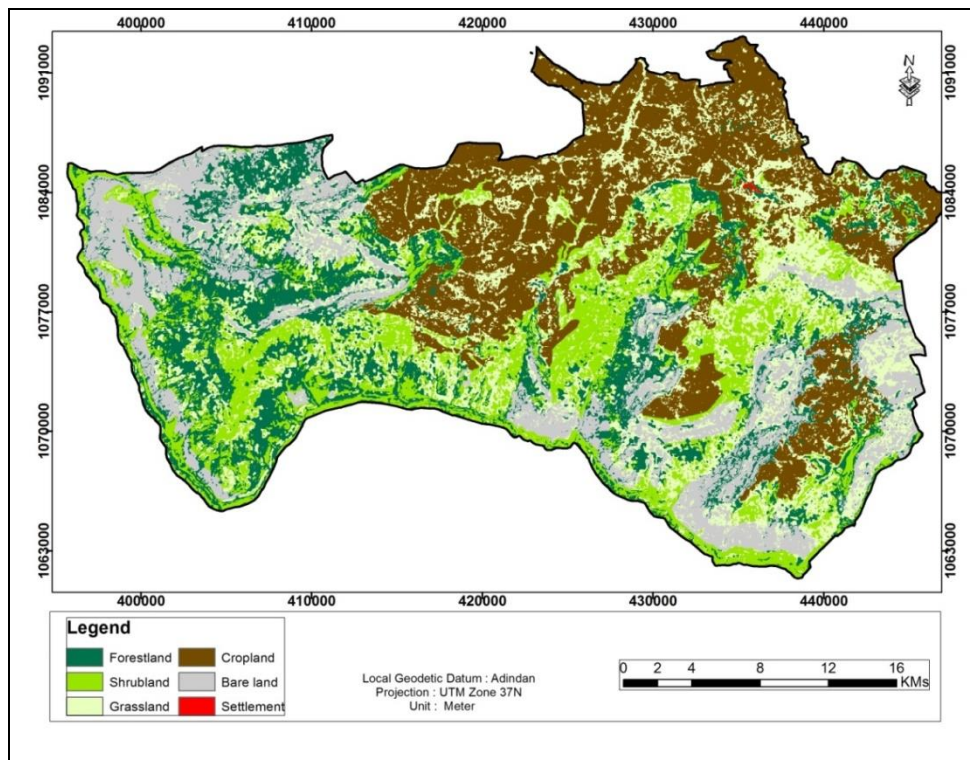 400000 410000 420000 430000 440000
1091000 1091000
N
1084000 1084000
1077000 1077000
1070000 1070000
1063000 1063000
400000 410000 420000 430000 440000
Legend
Forestland Cropland
Shrubland Bare land
Grassland Settlement
Local Geodetic Datum : Adindan
Projection : UTM Zone 37N
Unit : Meter
0 2 4 8 12 16
KMs